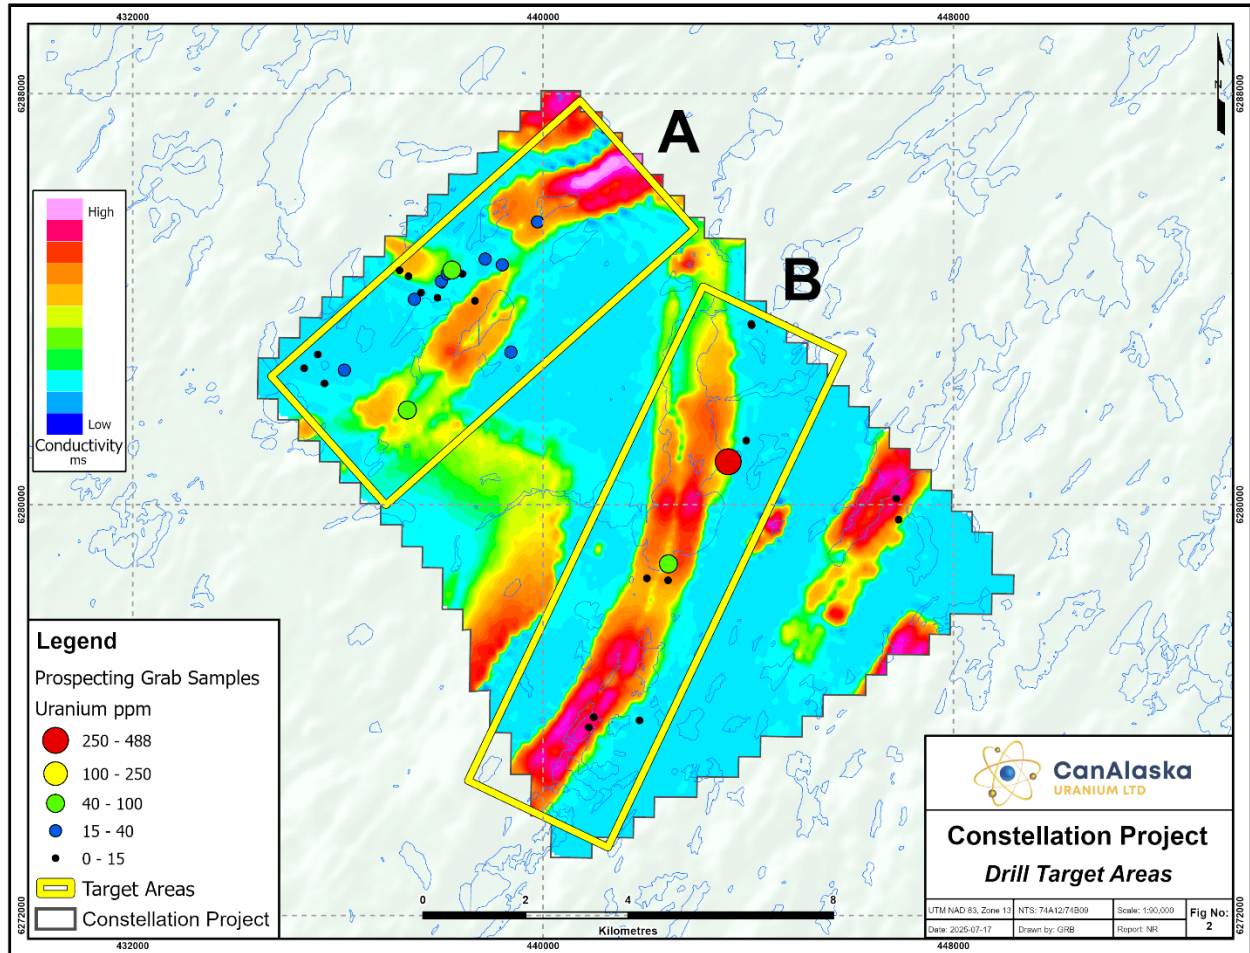 432000
440000
448000
6288000
6288000
N
A
B
High
Low
Conductivity
ms
6280000
6280000
Legend
Prospecting Grab Samples
Uranium ppm
250 - 488
100 - 250
40 - 100
15 - 40
0 - 15
Target Areas
Constellation Project
0
2
4
6
8
Kilometres
CanAlaska
URANIUM LTD
Constellation Project
Drill Target Areas
UTM NAD 83, Zone 13
NTS: 74A12/74B09
Scale: 1:90,000
Fig No:
2
Date: 2025-07-17
Drawn by: GRB
Report: NR
6272000
6272000
432000
440000
448000